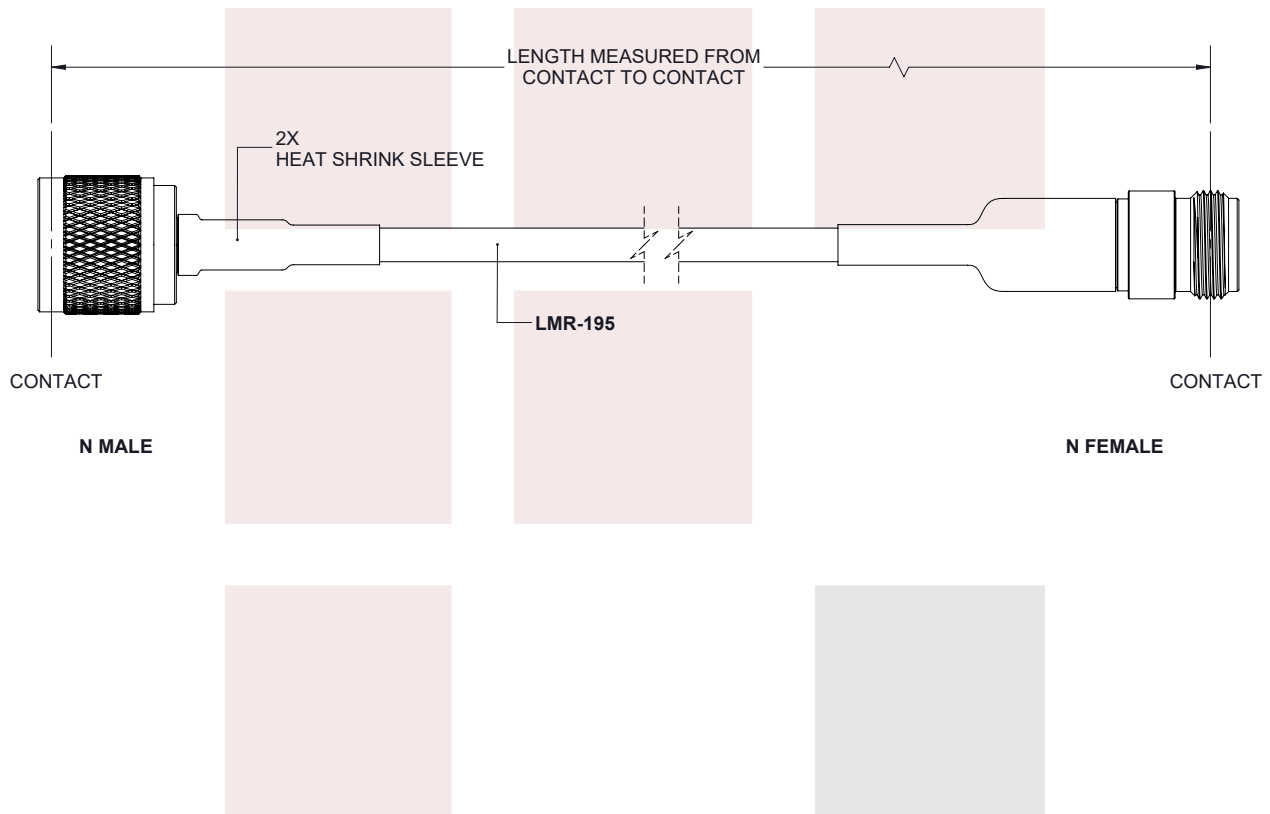 LENGTH MEASURED FROM
CONTACT TO CONTACT
2X
HEAT SHRINK SLEEVE
LMR-195
CONTACT
CONTACT
N MALE
N FEMALE